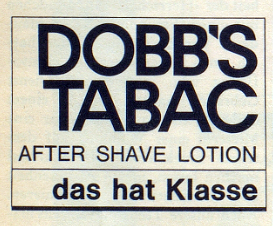 DOBB'S
TABAC
AFTER SHAVE LOTION
das hat Klasse